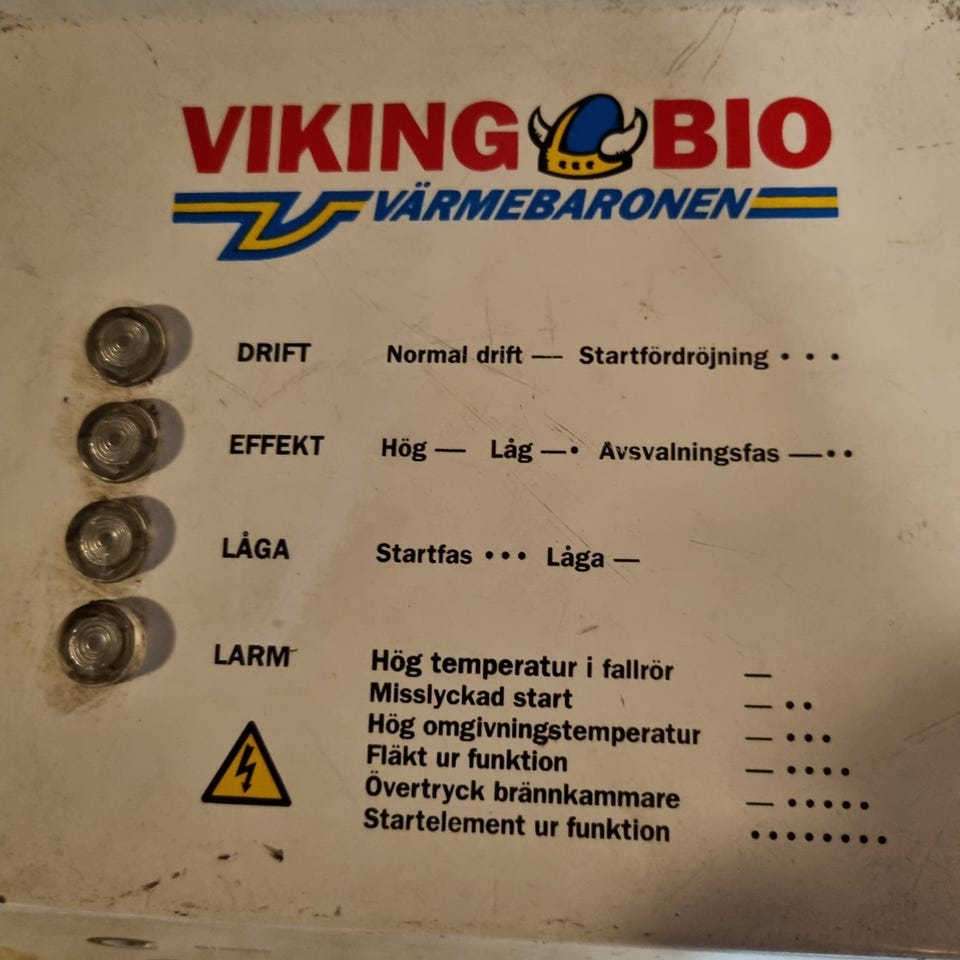 VIKING BIO
VÄRMEBARONEN
DRIFT Normal drift — Startfördröjning • • •
EFFEKT Hög — Låg —• Avsvalningsfas —••
LÅGA Startfas ••• Låga —
LARM Hög temperatur i fallrör —
Misslyckad start —••
Hög omgivningstemperatur —•••
Fläkt ur funktion —••••
Övertryck brännkammare —•••••
Startelement ur funktion ••••••••